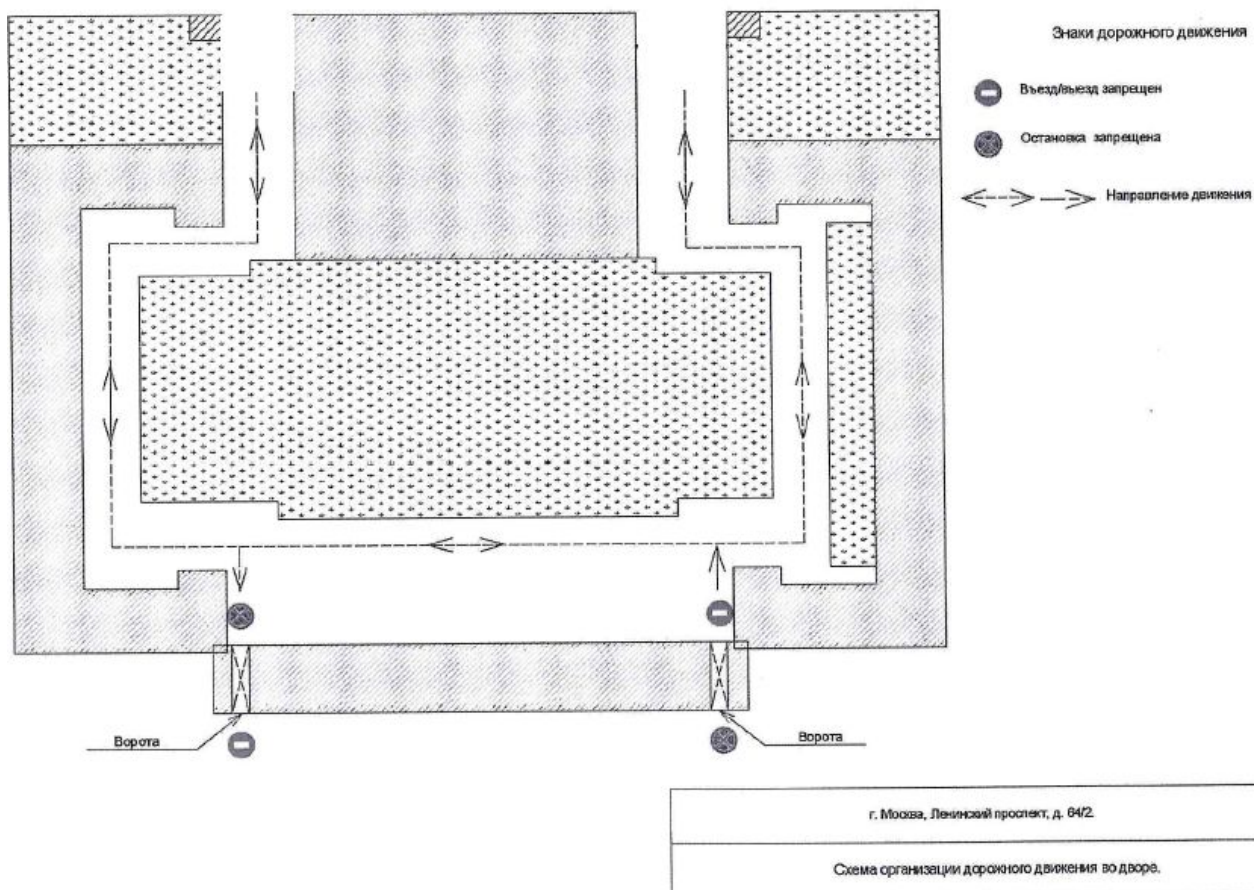 Знаки дорожного движения
Въезд/выезд запрещен
Остановка запрещена
Направление движения
Ворота
Ворота
г. Москва, Ленинский проспект, д. 64/2.
Схема организации дорожного движения во дворе.